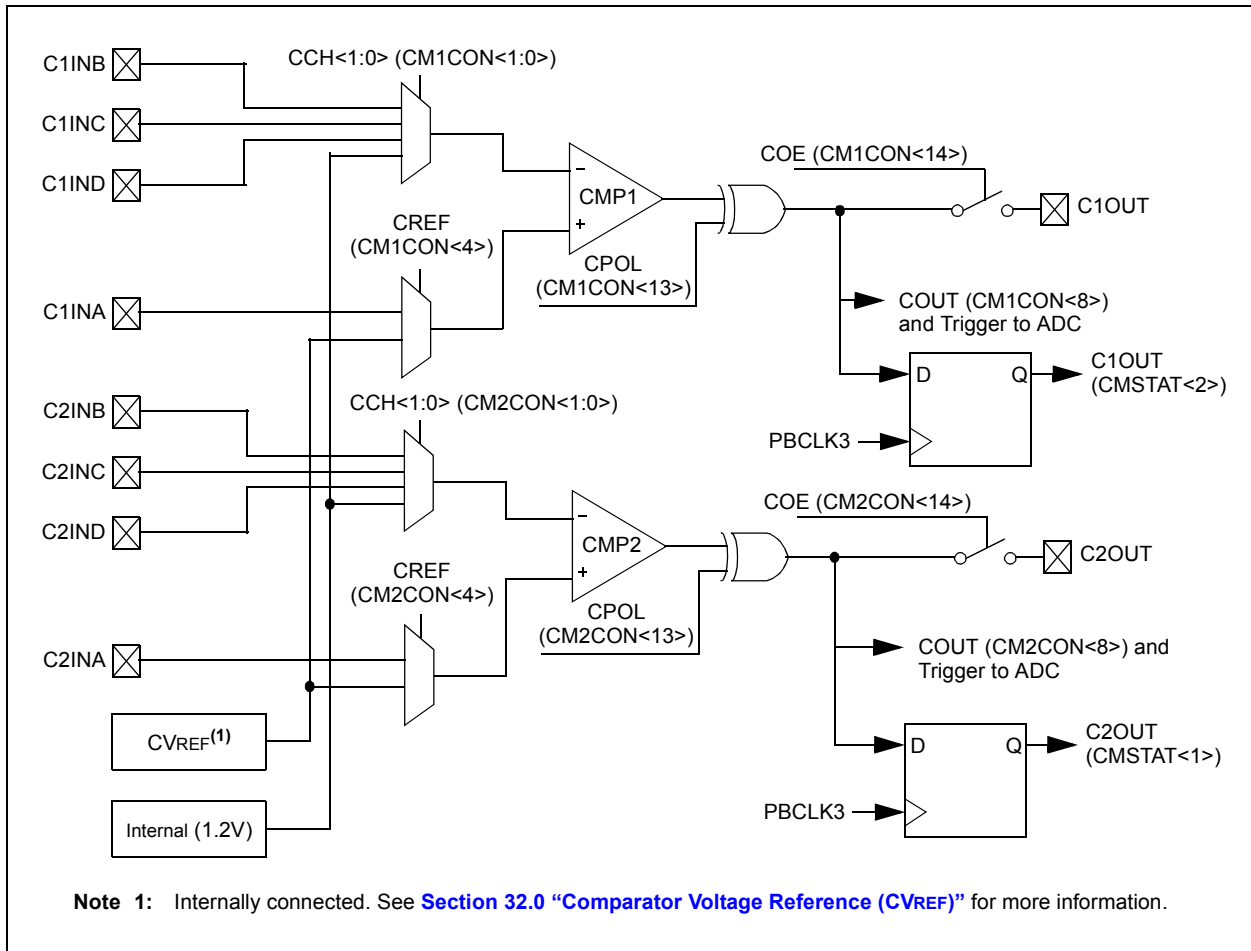 C1INB
CCH<1:0> (CM1CON<1:0>)
C1INC
C1IND
COE (CM1CON<14>)
CMP1
C1OUT
CREF
(CM1CON<4>)
CPOL
(CM1CON<13>)
C1INA
COUT (CM1CON<8>)
and Trigger to ADC
D
Q
C1OUT
(CMSTAT<2>)
PBCLK3
C2INB
CCH<1:0> (CM2CON<1:0>)
C2INC
C2IND
COE (CM2CON<14>)
CMP2
C2OUT
CREF
(CM2CON<4>)
CPOL
(CM2CON<13>)
C2INA
COUT (CM2CON<8>) and
Trigger to ADC
CVREF(1)
D
Q
C2OUT
(CMSTAT<1>)
PBCLK3
Internal (1.2V)
Note 1: Internally connected. See Section 32.0 “Comparator Voltage Reference (CVREF)” for more information.